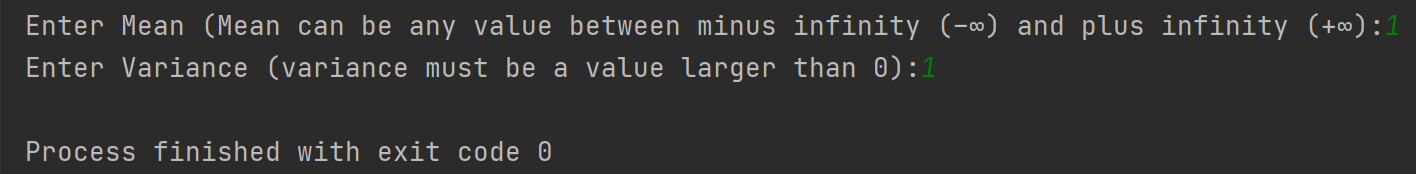 Enter Mean (Mean can be any value between minus infinity (-∞) and plus infinity (+∞):1
Enter Variance (variance must be a value larger than 0):1
Process finished with exit code 0